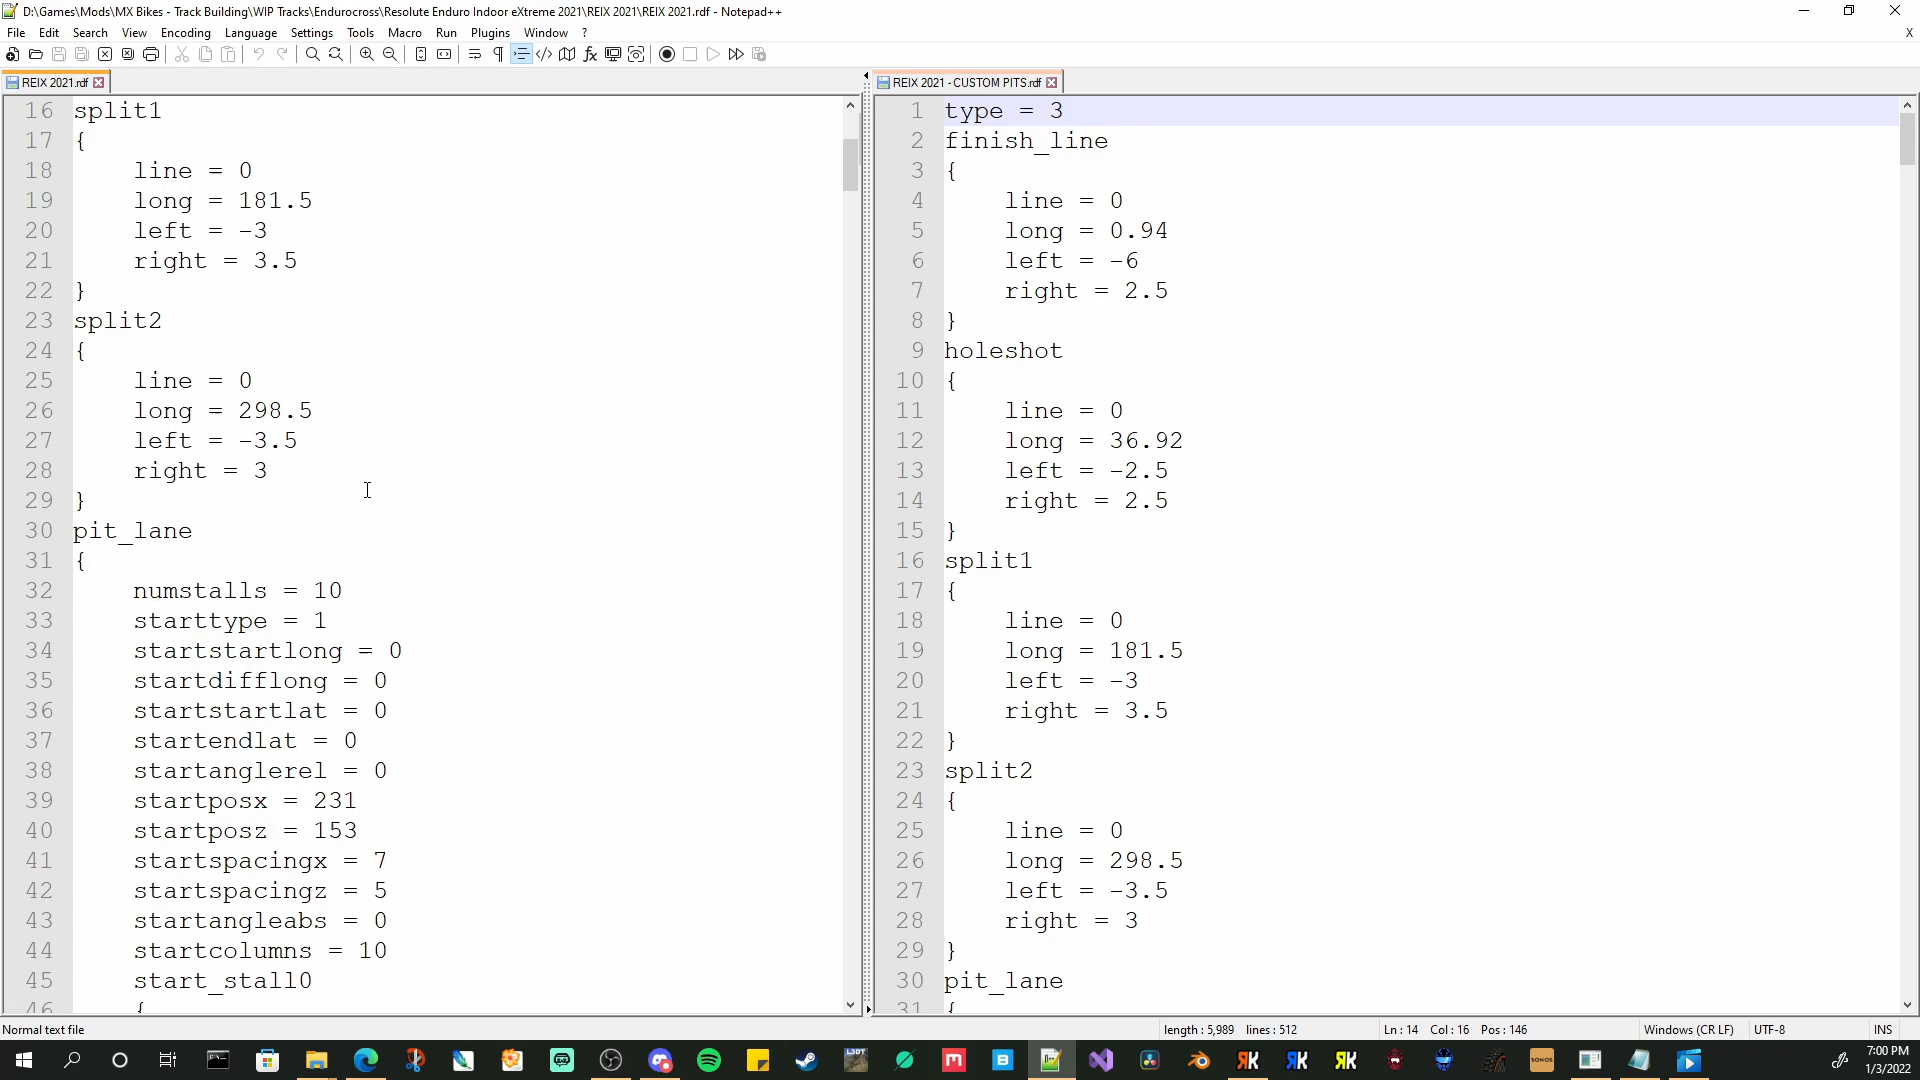 D:\Games\Mods\MX Bikes - Track Building\WIP Tracks\Endurocross\Resolute Enduro Indoor eXtreme 2021\REIX 2021\REIX 2021.rdf - Notepad++
File Edit Search View Encoding Language Settings Tools Macro Run Plugins Window ? X
REIX 2021.rdf
16 split1
17 {
18 line = 0
19 long = 181.5
20 left = -3
21 right = 3.5
22 }
23 split2
24 {
25 line = 0
26 long = 298.5
27 left = -3.5
28 right = 3
29 }
30 pit_lane
31 {
32 numstalls = 10
33 starttype = 1
34 startstartlong = 0
35 startdifflong = 0
36 startstartlat = 0
37 startendlat = 0
38 startanglerel = 0
39 startposx = 231
40 startposz = 153
41 startspacingx = 7
42 startspacingz = 5
43 startangleabs = 0
44 startcolumns = 10
45 start_stall0
46 {
REIX 2021 - CUSTOM PITS.rdf
1 type = 3
2 finish_line
3 {
4 line = 0
5 long = 0.94
6 left = -6
7 right = 2.5
8 }
9 holeshot
10 {
11 line = 0
12 long = 36.92
13 left = -2.5
14 right = 2.5
15 }
16 split1
17 {
18 line = 0
19 long = 181.5
20 left = -3
21 right = 3.5
22 }
23 split2
24 {
25 line = 0
26 long = 298.5
27 left = -3.5
28 right = 3
29 }
30 pit_lane
31 {
Normal text file length : 5,989 lines : 512 Ln : 14 Col : 16 Pos : 146 Windows (CR LF) UTF-8 INS
L3DT
SONOS
7:00 PM
1/3/2022